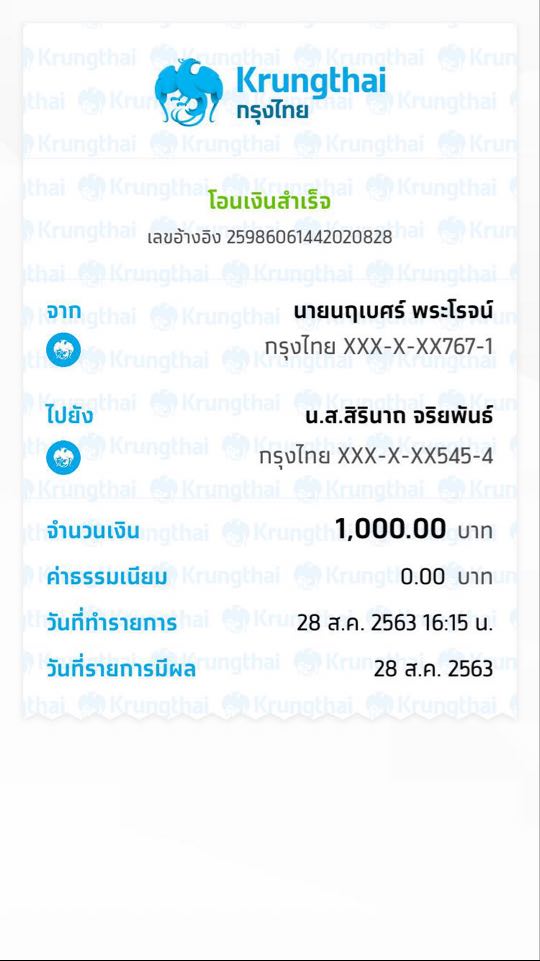 Krungthai
กรุงไทย
โอนเงินสำเร็จ
เลขอ้างอิง 25986061442020828
จาก นายนฤเบศร์ พระโรจน์
กรุงไทย XXX-X-XX767-1
ไปยัง น.ส.สิรินาถ จริยพันธ์
กรุงไทย XXX-X-XX545-4
จำนวนเงิน 1,000.00 บาท
ค่าธรรมเนียม 0.00 บาท
วันที่ทำรายการ 28 ส.ค. 2563 16:15 น.
วันที่รายการมีผล 28 ส.ค. 2563